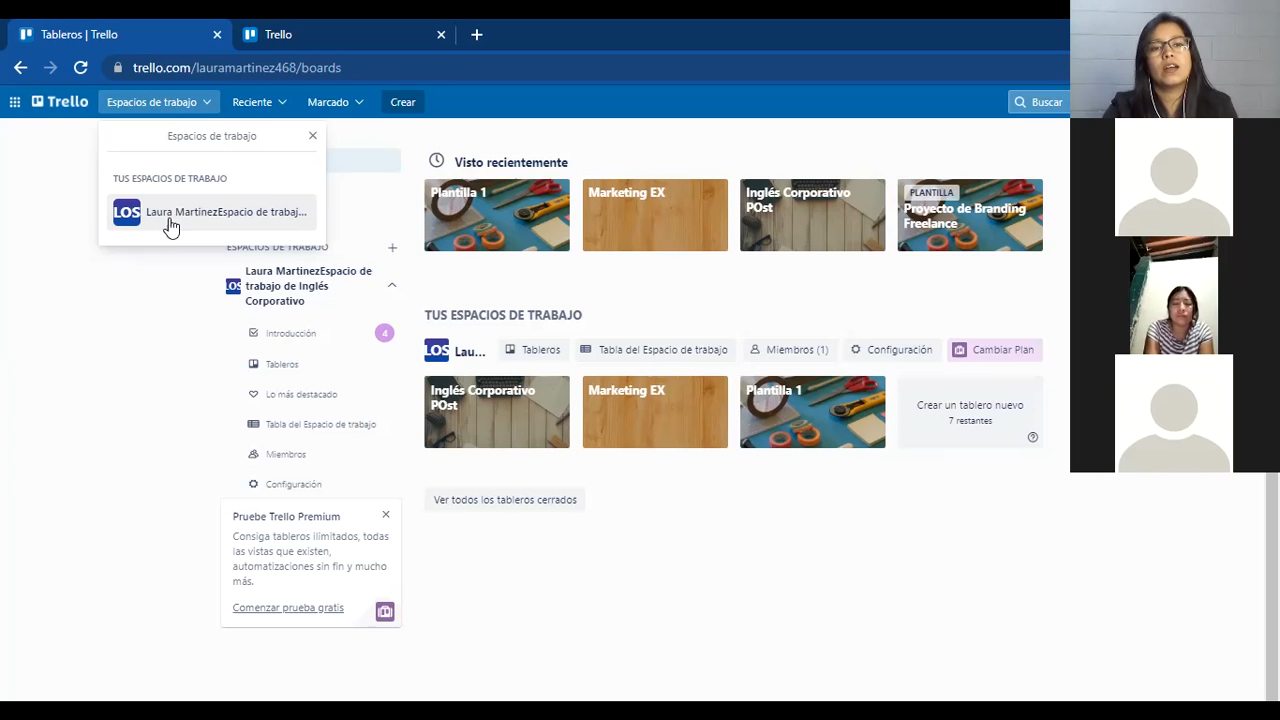 Tableros | Trello
Trello
trello.com/lauramartinez468/boards
Trello
Espacios de trabajo
Reciente
Marcado
Crear
Buscar
Espacios de trabajo
TUS ESPACIOS DE TRABAJO
LOS
Laura MartinezEspacio de trabaj...
ESPACIOS DE TRABAJO
LOS
Laura MartinezEspacio de
trabajo de Inglés
Corporativo
Introducción
4
Tableros
Lo más destacado
Tabla del Espacio de trabajo
Miembros
Configuración
Pruebe Trello Premium
Consiga tableros ilimitados, todas
las vistas que existen,
automatizaciones sin fin y mucho
más.
Comenzar prueba gratis
Visto recientemente
Plantilla 1
Marketing EX
Inglés Corporativo
POst
PLANTILLA
Proyecto de Branding
Freelance
TUS ESPACIOS DE TRABAJO
LOS
Lau...
Tableros
Tabla del Espacio de trabajo
Miembros (1)
Configuración
Cambiar Plan
Inglés Corporativo
POst
Marketing EX
Plantilla 1
Crear un tablero nuevo
7 restantes
Ver todos los tableros cerrados